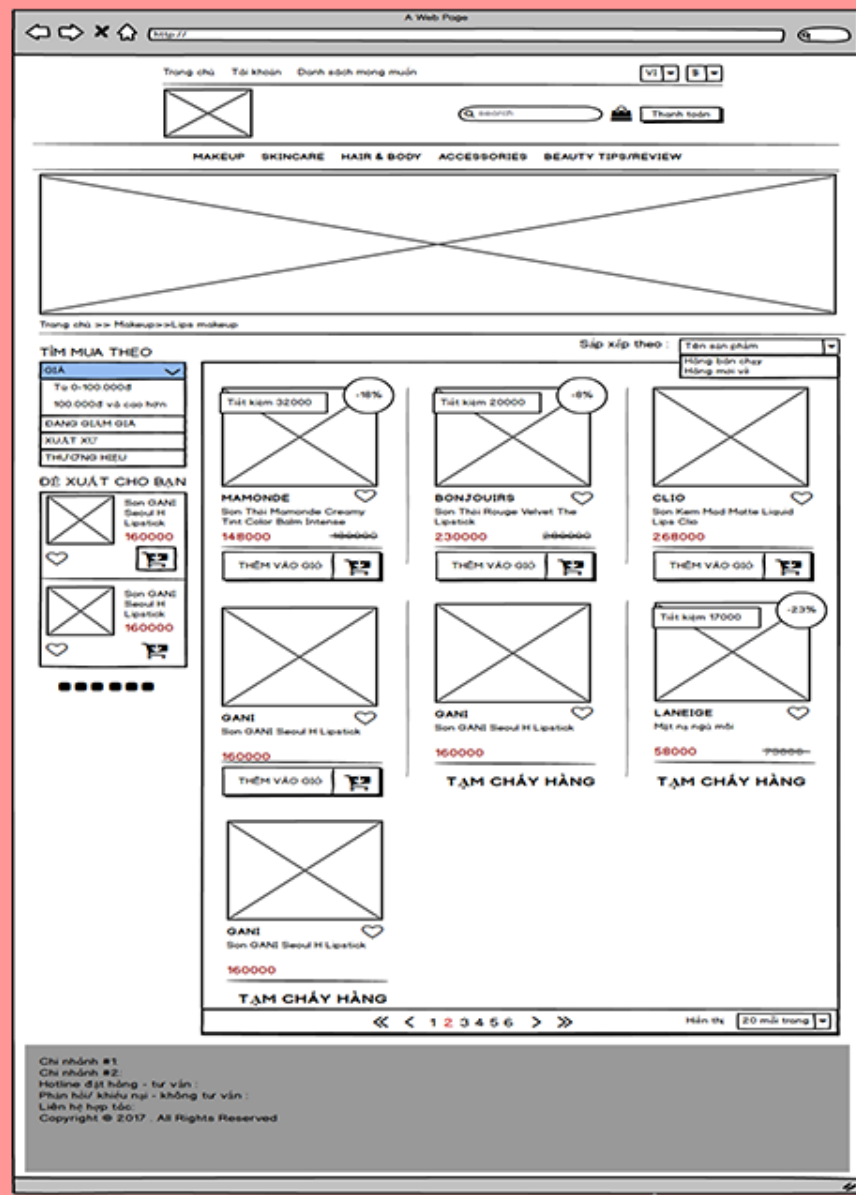 A Web Page
http://
Trang chủ Tài khoản Danh sách mong muốn VI $
search Thanh toán
MAKEUP SKINCARE HAIR & BODY ACCESSORIES BEAUTY TIPS/REVIEW
Trang chủ >> Makeup>>Lips makeup
Sắp xếp theo : Tên sản phẩm
Hàng bán chạy
Hàng mới về
TÌM MUA THEO
GIÁ
Từ 0-100.000đ
100.000đ và cao hơn
ĐANG GIẢM GIÁ
XUẤT XỨ
THƯƠNG HIỆU
ĐỀ XUẤT CHO BẠN
Son GANI
Seoul H
Lipstick
160000
Son GANI
Seoul H
Lipstick
160000
Tiết kiệm 32000 -18%
MAMONDE
Son Thỏi Mamonde Creamy
Tint Color Balm Intense
148000 180000
THÊM VÀO GIỎ
Tiết kiệm 20000 -8%
BONJOUIRS
Son Thỏi Rouge Velvet The
Lipstick
230000
THÊM VÀO GIỎ
CLIO
Son Kem Mad Matte Liquid
Lips Clio
268000
THÊM VÀO GIỎ
GANI
Son GANI Seoul H Lipstick
160000
THÊM VÀO GIỎ
GANI
Son GANI Seoul H Lipstick
160000
TẠM CHÁY HÀNG
Tiết kiệm 17000 -23%
LANEIGE
Mặt nạ ngủ môi
58000 75000
TẠM CHÁY HÀNG
GANI
Son GANI Seoul H Lipstick
160000
TẠM CHÁY HÀNG
1 2 3 4 5 6 Hiển thị 20 mỗi trang
Chi nhánh #1
Chi nhánh #2:
Hotline đặt hàng - tư vấn :
Phản hồi/ khiếu nại - không tư vấn :
Liên hệ hợp tác:
Copyright © 2017 . All Rights Reserved